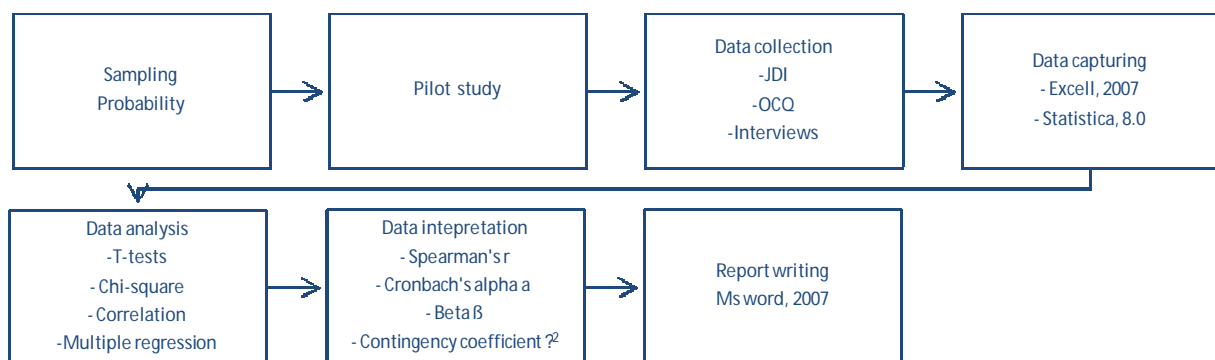 Sampling
Probability
Pilot study
Data collection
-JDI
-OCQ
-Interviews
Data capturing
- Excell, 2007
- Statistica, 8.0
Data analysis
-T-tests
- Chi-square
- Correlation
-Multiple regression
Data intepretation
- Spearman's r
- Cronbach's alpha a
- Beta ß
- Contingency coefficient ?²
Report writing
Ms word, 2007